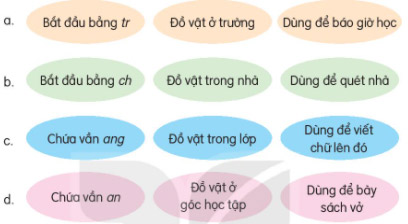 a. Bắt đầu bằng tr Đồ vật ở trường Dùng để báo giờ học
b. Bắt đầu bằng ch Đồ vật trong nhà Dùng để quét nhà
c. Chứa vần ang Đồ vật trong lớp Dùng để viết
chữ lên đó
d. Chứa vần an Đồ vật ở
góc học tập Dùng để bày
sách vở